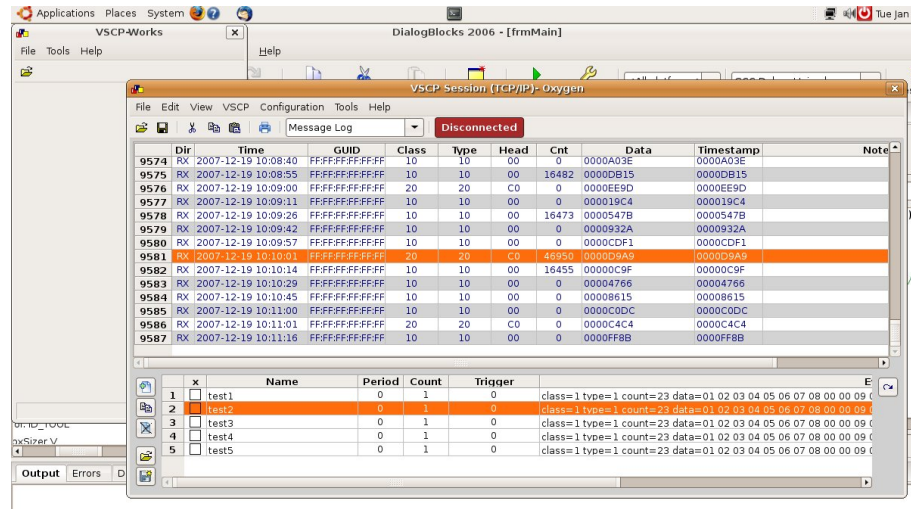 Applications Places System Tue Jan
VSCP-Works x
DialogBlocks 2006 - [frmMain]
File Tools Help
Help
VSCP Session (TCP/IP)- Oxygen x
File Edit View VSCP Configuration Tools Help
Message Log Disconnected
Dir Time GUID Class Type Head Cnt Data Timestamp Note
9574 RX 2007-12-19 10:08:40 FF:FF:FF:FF:FF:FF 10 10 00 0 0000A03E 0000A03E
9575 RX 2007-12-19 10:08:55 FF:FF:FF:FF:FF:FF 10 10 00 16482 0000DB15 0000DB15
9576 RX 2007-12-19 10:09:00 FF:FF:FF:FF:FF:FF 20 20 C0 0 0000EE9D 0000EE9D
9577 RX 2007-12-19 10:09:11 FF:FF:FF:FF:FF:FF 10 10 00 0 000019C4 000019C4
9578 RX 2007-12-19 10:09:26 FF:FF:FF:FF:FF:FF 10 10 00 16473 0000547B 0000547B
9579 RX 2007-12-19 10:09:42 FF:FF:FF:FF:FF:FF 10 10 00 0 0000932A 0000932A
9580 RX 2007-12-19 10:09:57 FF:FF:FF:FF:FF:FF 10 10 00 0 0000CDF1 0000CDF1
9581 RX 2007-12-19 10:10:01 FF:FF:FF:FF:FF:FF 20 20 C0 46950 0000D9A9 0000D9A9
9582 RX 2007-12-19 10:10:14 FF:FF:FF:FF:FF:FF 10 10 00 16455 00000C9F 00000C9F
9583 RX 2007-12-19 10:10:29 FF:FF:FF:FF:FF:FF 10 10 00 0 00004766 00004766
9584 RX 2007-12-19 10:10:45 FF:FF:FF:FF:FF:FF 10 10 00 0 00008615 00008615
9585 RX 2007-12-19 10:11:00 FF:FF:FF:FF:FF:FF 10 10 00 0 0000C0DC 0000C0DC
9586 RX 2007-12-19 10:11:01 FF:FF:FF:FF:FF:FF 20 20 C0 0 0000C4C4 0000C4C4
9587 RX 2007-12-19 10:11:16 FF:FF:FF:FF:FF:FF 10 10 00 0 0000FF8B 0000FF8B
x Name Period Count Trigger E
1 test1 0 1 0 class=1 type=1 count=23 data=01 02 03 04 05 06 07 08 00 00 09
2 test2 0 1 0 class=1 type=1 count=23 data=01 02 03 04 05 06 07 08 00 00 09
3 test3 0 1 0 class=1 type=1 count=23 data=01 02 03 04 05 06 07 08 00 00 09
4 test4 0 1 0 class=1 type=1 count=23 data=01 02 03 04 05 06 07 08 00 00 09
5 test5 0 1 0 class=1 type=1 count=23 data=01 02 03 04 05 06 07 08 00 00 09
Output Errors D